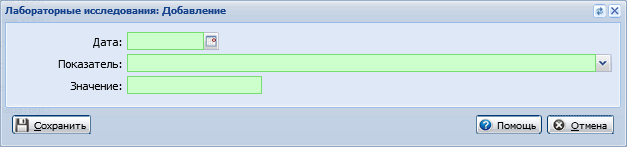 Лабораторные исследования: Добавление
Дата:
Показатель:
Значение:
Сохранить Помощь Отмена